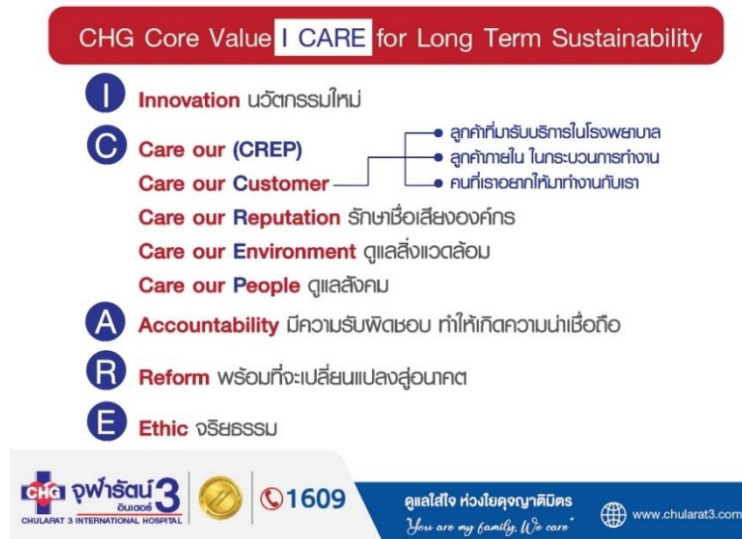 CHG Core Value I CARE for Long Term Sustainability
I Innovation นวัตกรรมใหม่
C Care our (CREP)
Care our Customer
ลูกค้าที่มารับบริการในโรงพยาบาล
ลูกค้าภายใน ในกระบวนการทำงาน
คนที่เราอยากให้มาทำงานกับเรา
Care our Reputation รักษาชื่อเสียงองค์กร
Care our Environment ดูแลสิ่งแวดล้อม
Care our People ดูแลสังคม
A Accountability มีความรับผิดชอบ ทำให้เกิดความน่าเชื่อถือ
R Reform พร้อมที่จะเปลี่ยนแปลงสู่อนาคต
E Ethic จริยธรรม
CHG จุฬารัตน์ 3 อินเตอร์
CHULARAT 3 INTERNATIONAL HOSPITAL
1609
ดูแลใส่ใจ ห่วงใยดุจญาติมิตร
"You are my family, We care"
www.chularat3.com